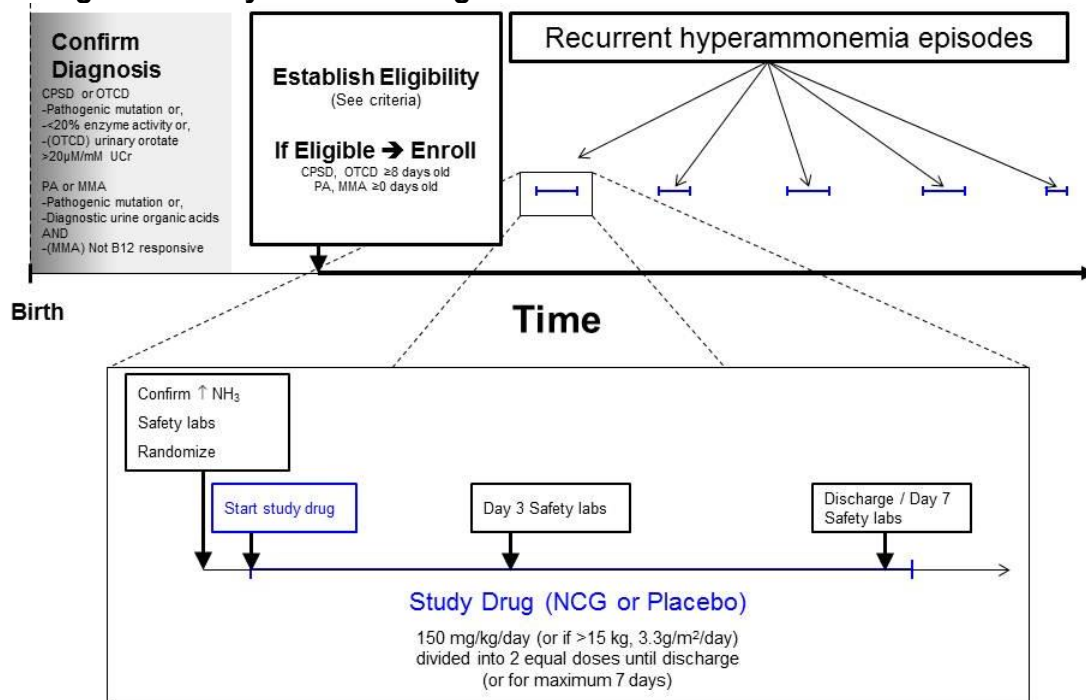 Confirm
Diagnosis
CPSD or OTCD
-Pathogenic mutation or,
-<20% enzyme activity or,
-(OTCD) urinary orotate
>20µM/mM UCr
PA or MMA
-Pathogenic mutation or,
-Diagnostic urine organic acids
AND
-(MMA) Not B12 responsive
Establish Eligibility
(See criteria)
If Eligible ➔ Enroll
CPSD, OTCD ≥8 days old
PA, MMA ≥0 days old
Recurrent hyperammonemia episodes
Birth
Time
Confirm ↑ NH₃
Safety labs
Randomize
Start study drug
Day 3 Safety labs
Discharge / Day 7
Safety labs
Study Drug (NCG or Placebo)
150 mg/kg/day (or if >15 kg, 3.3g/m²/day)
divided into 2 equal doses until discharge
(or for maximum 7 days)